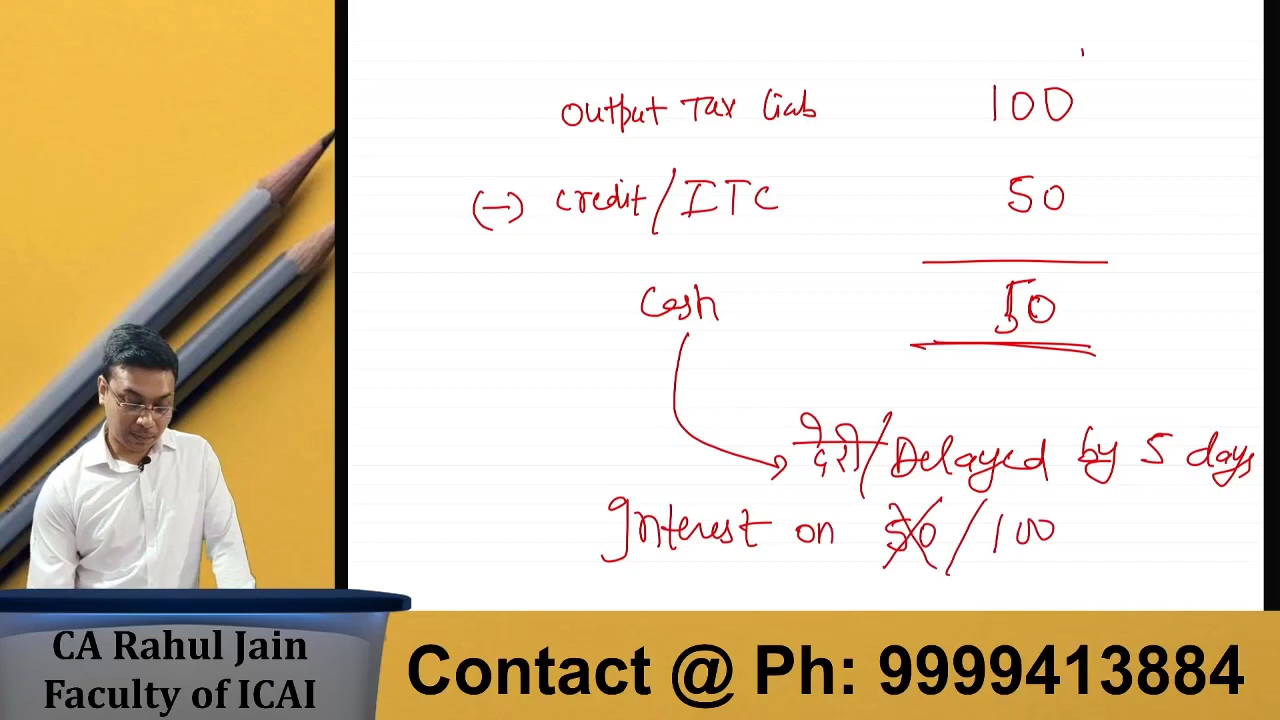 Output Tax Liab 100
(-) Credit/ITC 50
50
Cash
देरी/Delayed by 5 days
Interest on 50/100
CA Rahul Jain
Faculty of ICAI
Contact @ Ph: 9999413884